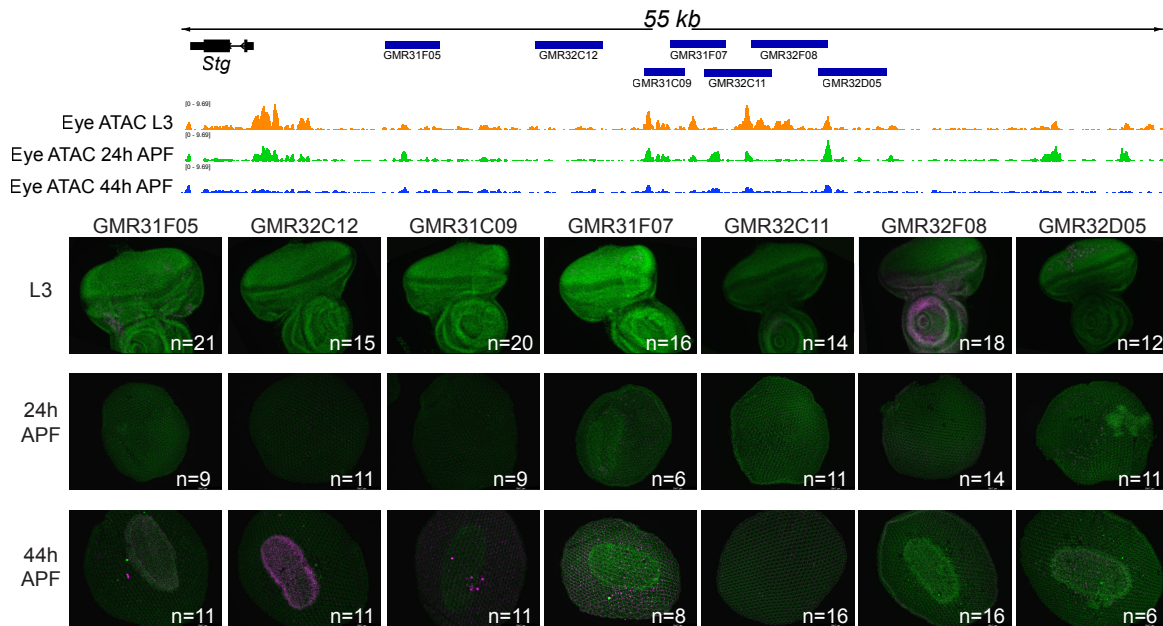 55 kb
Stg
GMR31F05
GMR32C12
GMR31F07
GMR32F08
GMR31C09
GMR32C11
GMR32D05
[0 - 9.69]
Eye ATAC L3
[0 - 9.69]
Eye ATAC 24h APF
[0 - 9.69]
Eye ATAC 44h APF
GMR31F05 GMR32C12 GMR31C09 GMR31F07 GMR32C11 GMR32F08 GMR32D05
L3
n=21 n=15 n=20 n=16 n=14 n=18 n=12
24h
APF
n=9 n=11 n=9 n=6 n=11 n=14 n=11
44h
APF
n=11 n=11 n=11 n=8 n=16 n=16 n=6